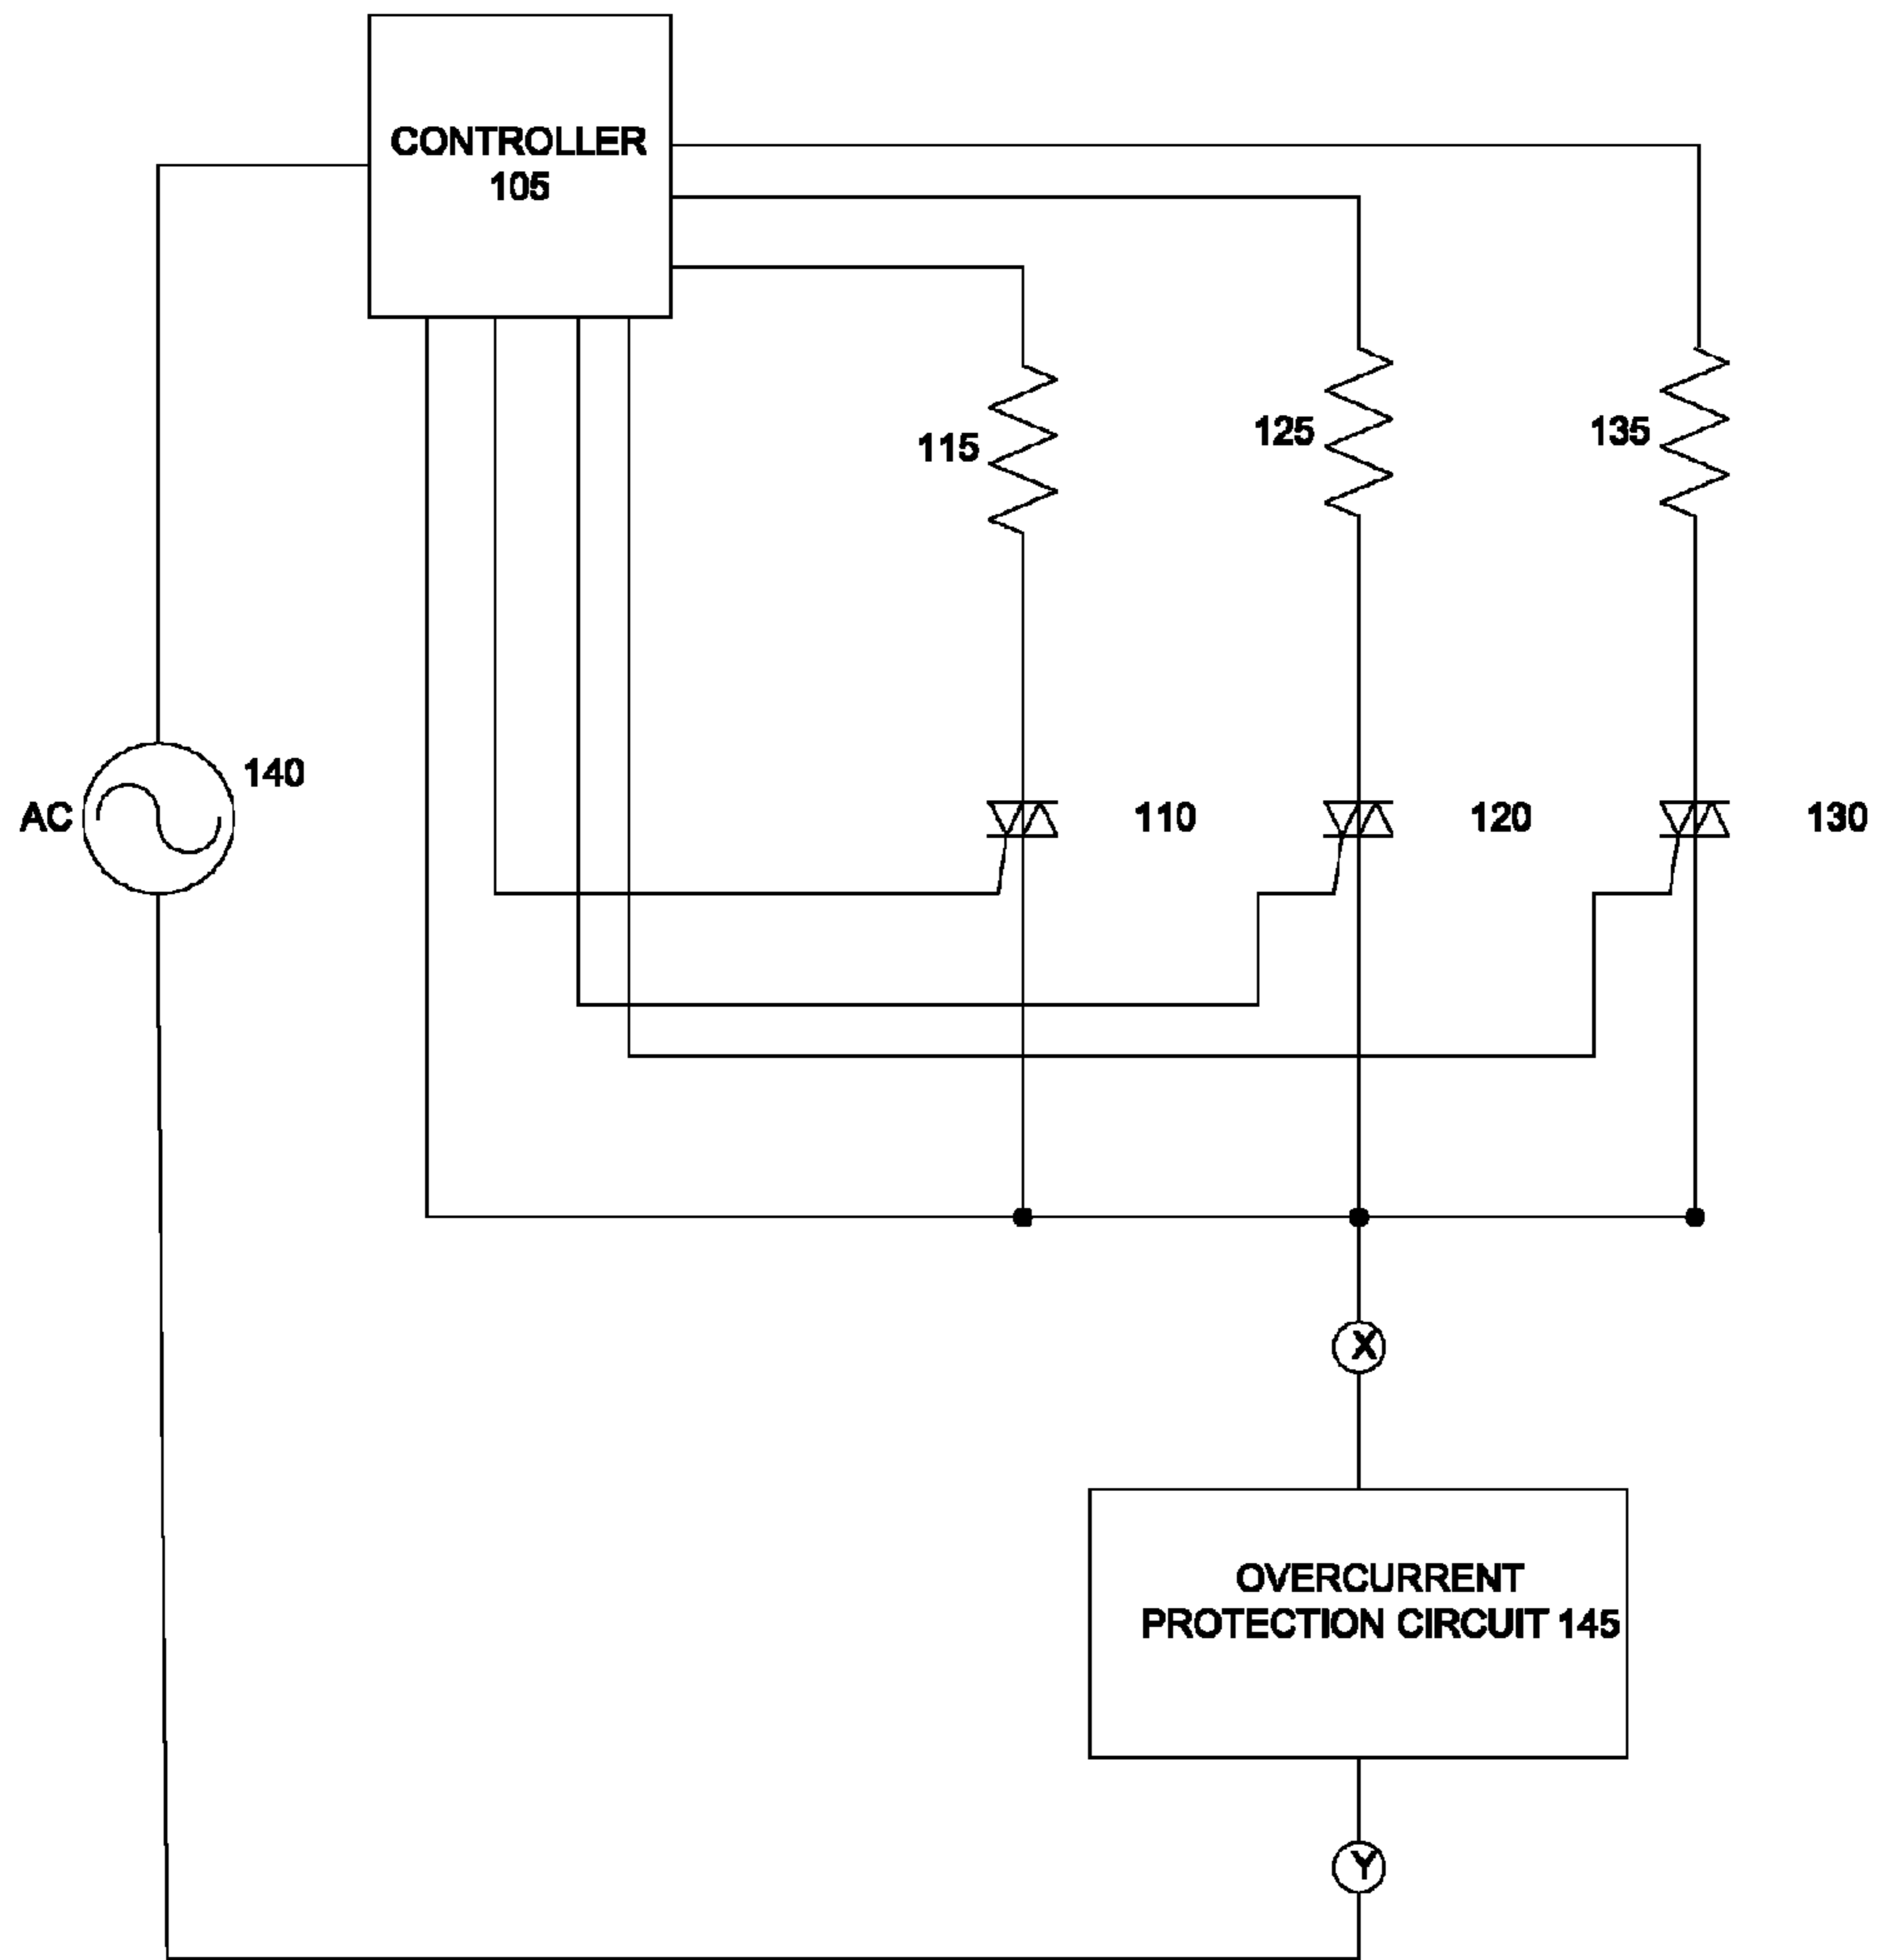 CONTROLLER
105
115
125
135
140
AC
110
120
130
X
OVERCURRENT
PROTECTION CIRCUIT 145
Y